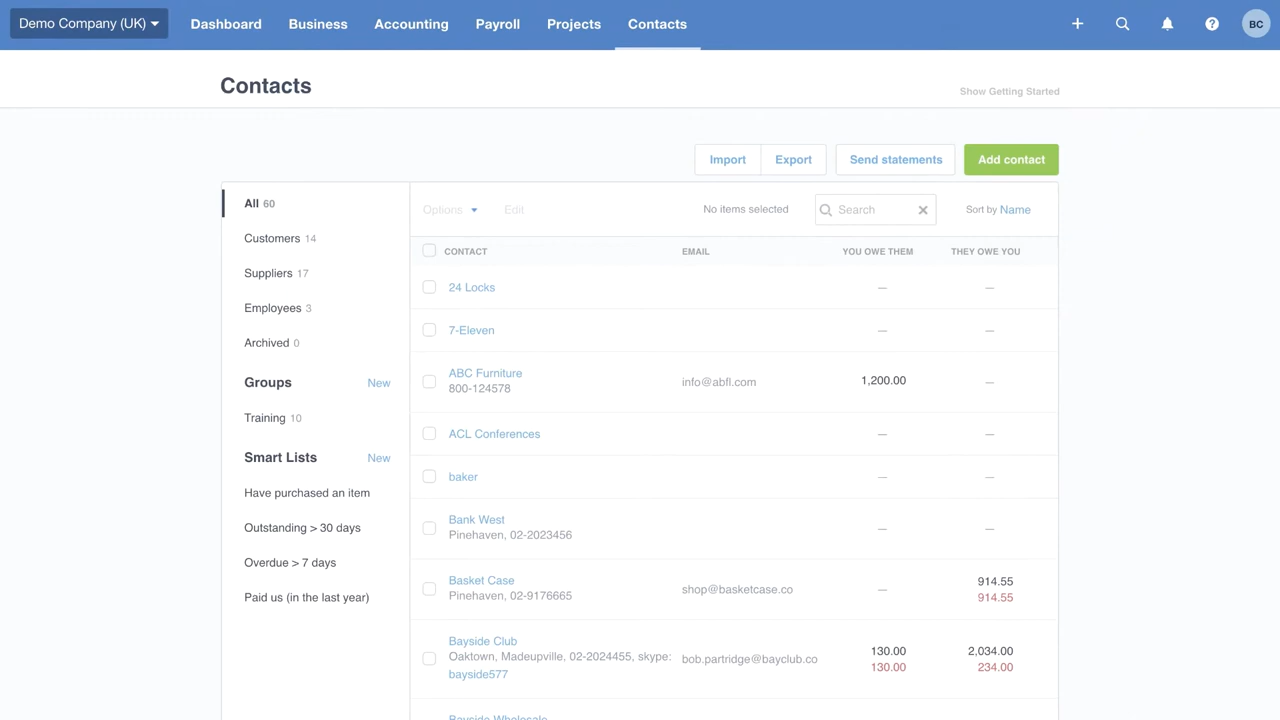 Demo Company (UK) Dashboard Business Accounting Payroll Projects Contacts BC
Contacts
Show Getting Started
Import Export Send statements Add contact
All 60
Customers 14
Suppliers 17
Employees 3
Archived 0
Groups New
Training 10
Smart Lists New
Have purchased an item
Outstanding > 30 days
Overdue > 7 days
Paid us (in the last year)
Options Edit No items selected Search Sort by Name
CONTACT EMAIL YOU OWE THEM THEY OWE YOU
24 Locks — —
7-Eleven — —
ABC Furniture
800-124578
info@abfl.com 1,200.00 —
ACL Conferences — —
baker — —
Bank West
Pinehaven, 02-2023456
— —
Basket Case
Pinehaven, 02-9176665
shop@basketcase.co — 914.55
914.55
Bayside Club
Oaktown, Madeupville, 02-2024455, skype:
bayside577
bob.partridge@bayclub.co 130.00 2,034.00
130.00 234.00
Bayside Wholesale